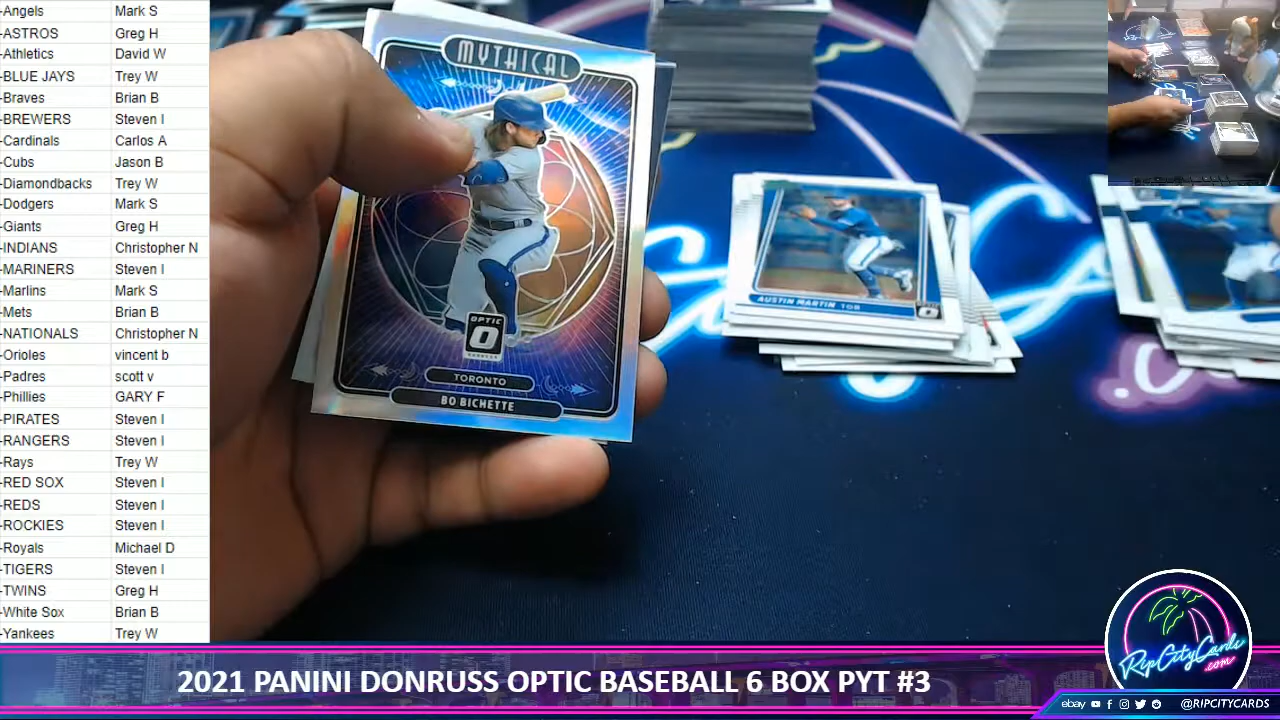 -Angels Mark S
-ASTROS Greg H
-Athletics David W
-BLUE JAYS Trey W
-Braves Brian B
-BREWERS Steven I
-Cardinals Carlos A
-Cubs Jason B
-Diamondbacks Trey W
-Dodgers Mark S
-Giants Greg H
-INDIANS Christopher N
-MARINERS Steven I
-Marlins Mark S
-Mets Brian B
-NATIONALS Christopher N
-Orioles vincent b
-Padres scott v
-Phillies GARY F
-PIRATES Steven I
-RANGERS Steven I
-Rays Trey W
-RED SOX Steven I
-REDS Steven I
-ROCKIES Steven I
-Royals Michael D
-TIGERS Steven I
-TWINS Greg H
-White Sox Brian B
-Yankees Trey W
MYTHICAL
OPTIC
TORONTO
BO BICHETTE
AUSTIN MARTIN TOR
RipCityCards
.com
2021 PANINI DONRUSS OPTIC BASEBALL 6 BOX PYT #3
ebay @RIPCITYCARDS